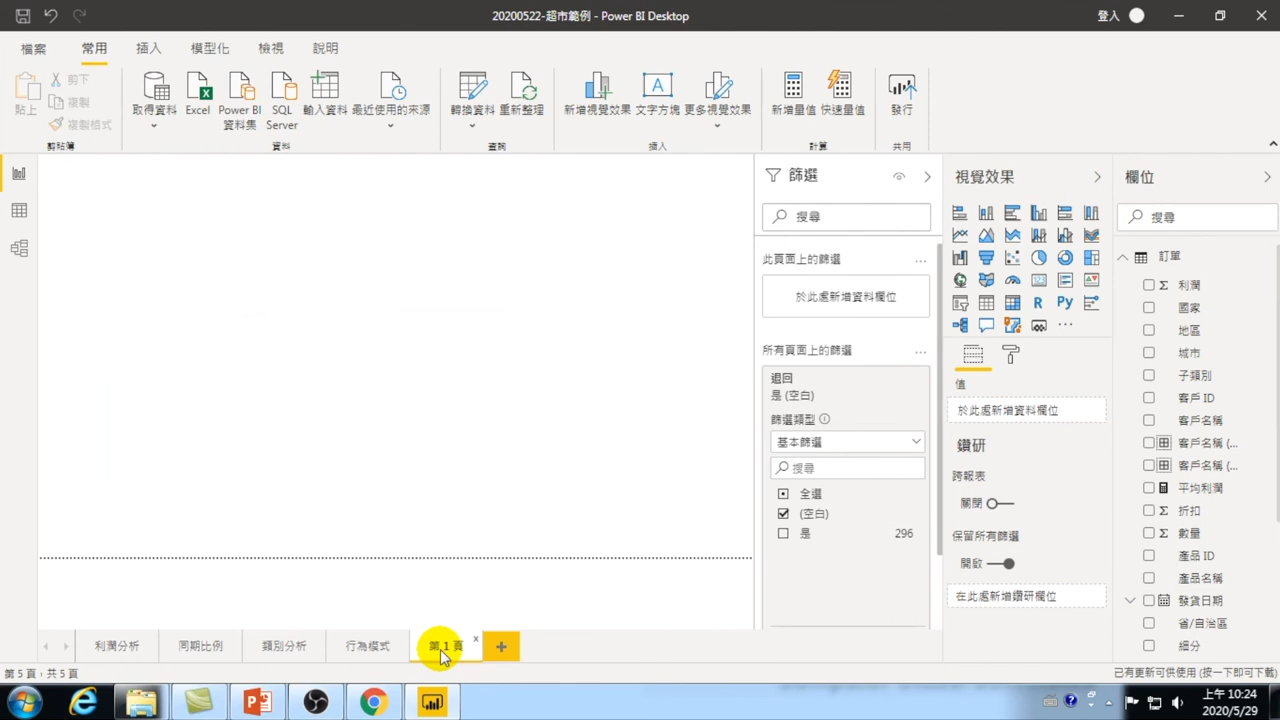 20200522-超市範例 - Power BI Desktop
登入
檔案
常用
插入
模型化
檢視
說明
貼上
剪下
複製
複製格式
剪貼簿
取得資料
Excel
Power BI
資料集
SQL
Server
輸入資料
最近使用的來源
資料
轉換資料
重新整理
查詢
新增視覺效果
文字方塊
更多視覺效果
插入
新增量值
快速量值
計算
發行
共用
篩選
搜尋
此頁面上的篩選
於此處新增資料欄位
所有頁面上的篩選
退回
是 (空白)
篩選類型
基本篩選
搜尋
全選
(空白)
是
296
視覺效果
R
Py
值
於此處新增資料欄位
鑽研
跨報表
關閉
保留所有篩選
開啟
在此處新增鑽研欄位
欄位
搜尋
訂單
利潤
國家
地區
城市
子類別
客戶 ID
客戶名稱
客戶名稱 (...
客戶名稱 (...
平均利潤
折扣
數量
產品 ID
產品名稱
發貨日期
省/自治區
細分
利潤分析
同期比例
類別分析
行為模式
第 1 頁
第 5 頁，共 5 頁
已有更新可供使用 (按一下即可下載)
上午 10:24
2020/5/29